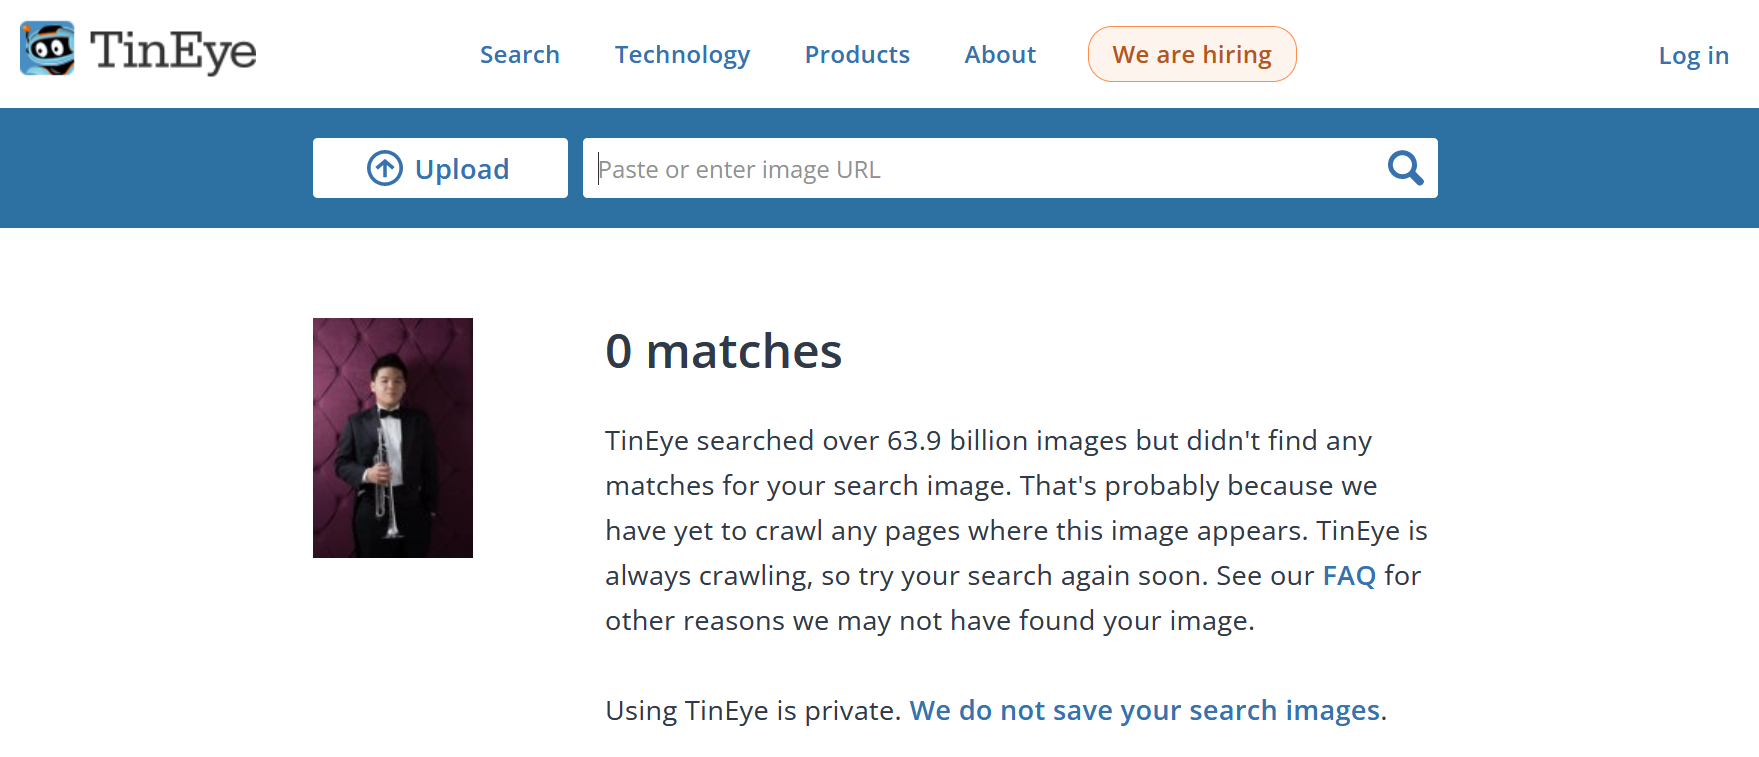 TinEye
Search
Technology
Products
About
We are hiring
Log in
Upload
Paste or enter image URL
0 matches
TinEye searched over 63.9 billion images but didn't find any
matches for your search image. That's probably because we
have yet to crawl any pages where this image appears. TinEye is
always crawling, so try your search again soon. See our FAQ for
other reasons we may not have found your image.
Using TinEye is private. We do not save your search images.